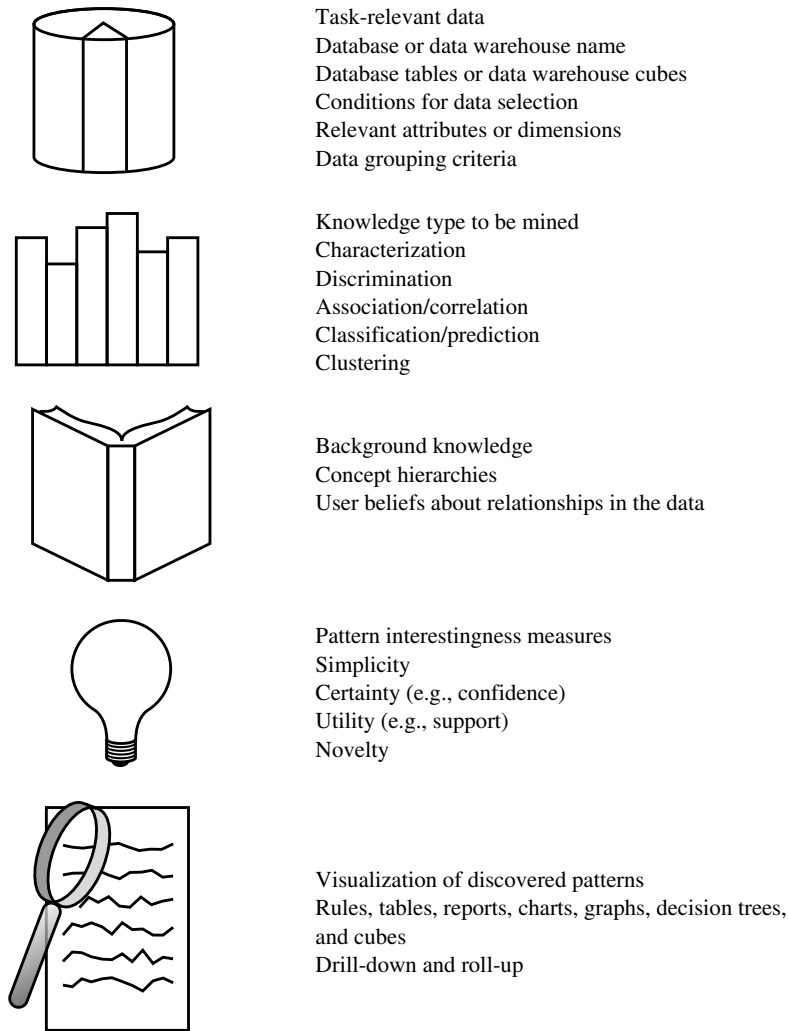 Task-relevant data
Database or data warehouse name
Database tables or data warehouse cubes
Conditions for data selection
Relevant attributes or dimensions
Data grouping criteria
Knowledge type to be mined
Characterization
Discrimination
Association/correlation
Classification/prediction
Clustering
Background knowledge
Concept hierarchies
User beliefs about relationships in the data
Pattern interestingness measures
Simplicity
Certainty (e.g., confidence)
Utility (e.g., support)
Novelty
Visualization of discovered patterns
Rules, tables, reports, charts, graphs, decision trees,
and cubes
Drill-down and roll-up